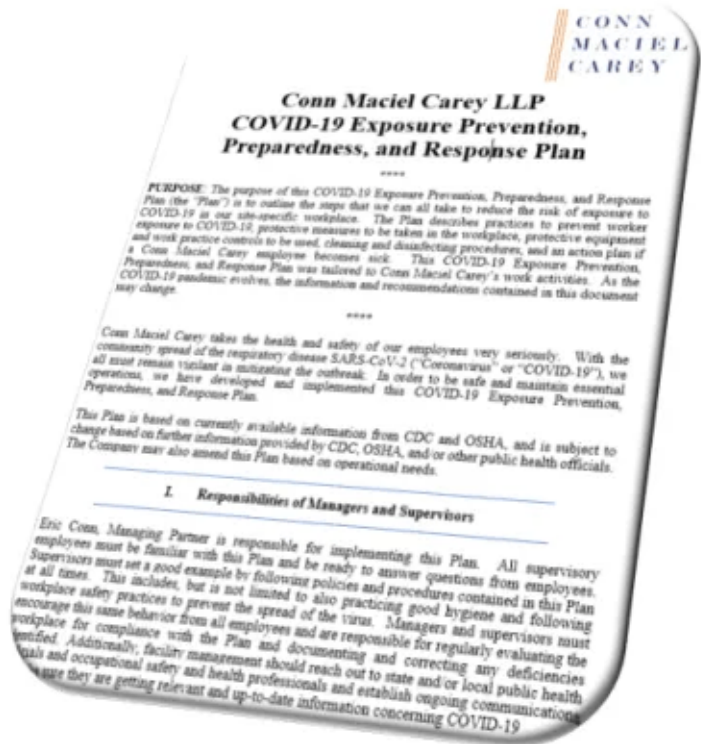 CONN
MACIEL
CAREY
Conn Maciel Carey LLP
COVID-19 Exposure Prevention,
Preparedness, and Response Plan
****
PURPOSE: The purpose of this COVID-19 Exposure Prevention, Preparedness, and Response
Plan (the "Plan") is to outline the steps that we can all take to reduce the risk of exposure to
COVID-19 in our site-specific workplace. The Plan describes practices to prevent worker
exposure to COVID-19, protective measures to be taken in the workplace, protective equipment
and work practice controls to be used, cleaning and disinfecting procedures, and an action plan if
a Conn Maciel Carey employee becomes sick. This COVID-19 Exposure Prevention,
Preparedness, and Response Plan was tailored to Conn Maciel Carey's work activities. As the
COVID-19 pandemic evolves, the information and recommendations contained in this document
may change.
****
Conn Maciel Carey takes the health and safety of our employees very seriously. With the
community spread of the respiratory disease SARS-CoV-2 ("Coronavirus" or "COVID-19"), we
all must remain vigilant in mitigating the outbreak. In order to be safe and maintain essential
operations, we have developed and implemented this COVID-19 Exposure Prevention,
Preparedness, and Response Plan.
This Plan is based on currently available information from CDC and OSHA, and is subject to
change based on further information provided by CDC, OSHA, and/or other public health officials.
The Company may also amend this Plan based on operational needs.
I. Responsibilities of Managers and Supervisors
Eric Conn, Managing Partner is responsible for implementing this Plan. All supervisory
employees must be familiar with this Plan and be ready to answer questions from employees.
Supervisors must set a good example by following policies and procedures contained in this Plan
at all times. This includes, but is not limited to also practicing good hygiene and following
workplace safety practices to prevent the spread of the virus. Managers and supervisors must
encourage this same behavior from all employees and are responsible for regularly evaluating the
workplace for compliance with the Plan and documenting and correcting any deficiencies
entified. Additionally, facility management should reach out to state and/or local public health
ials and occupational safety and health professionals and establish ongoing communications
sure they are getting relevant and up-to-date information concerning COVID-19